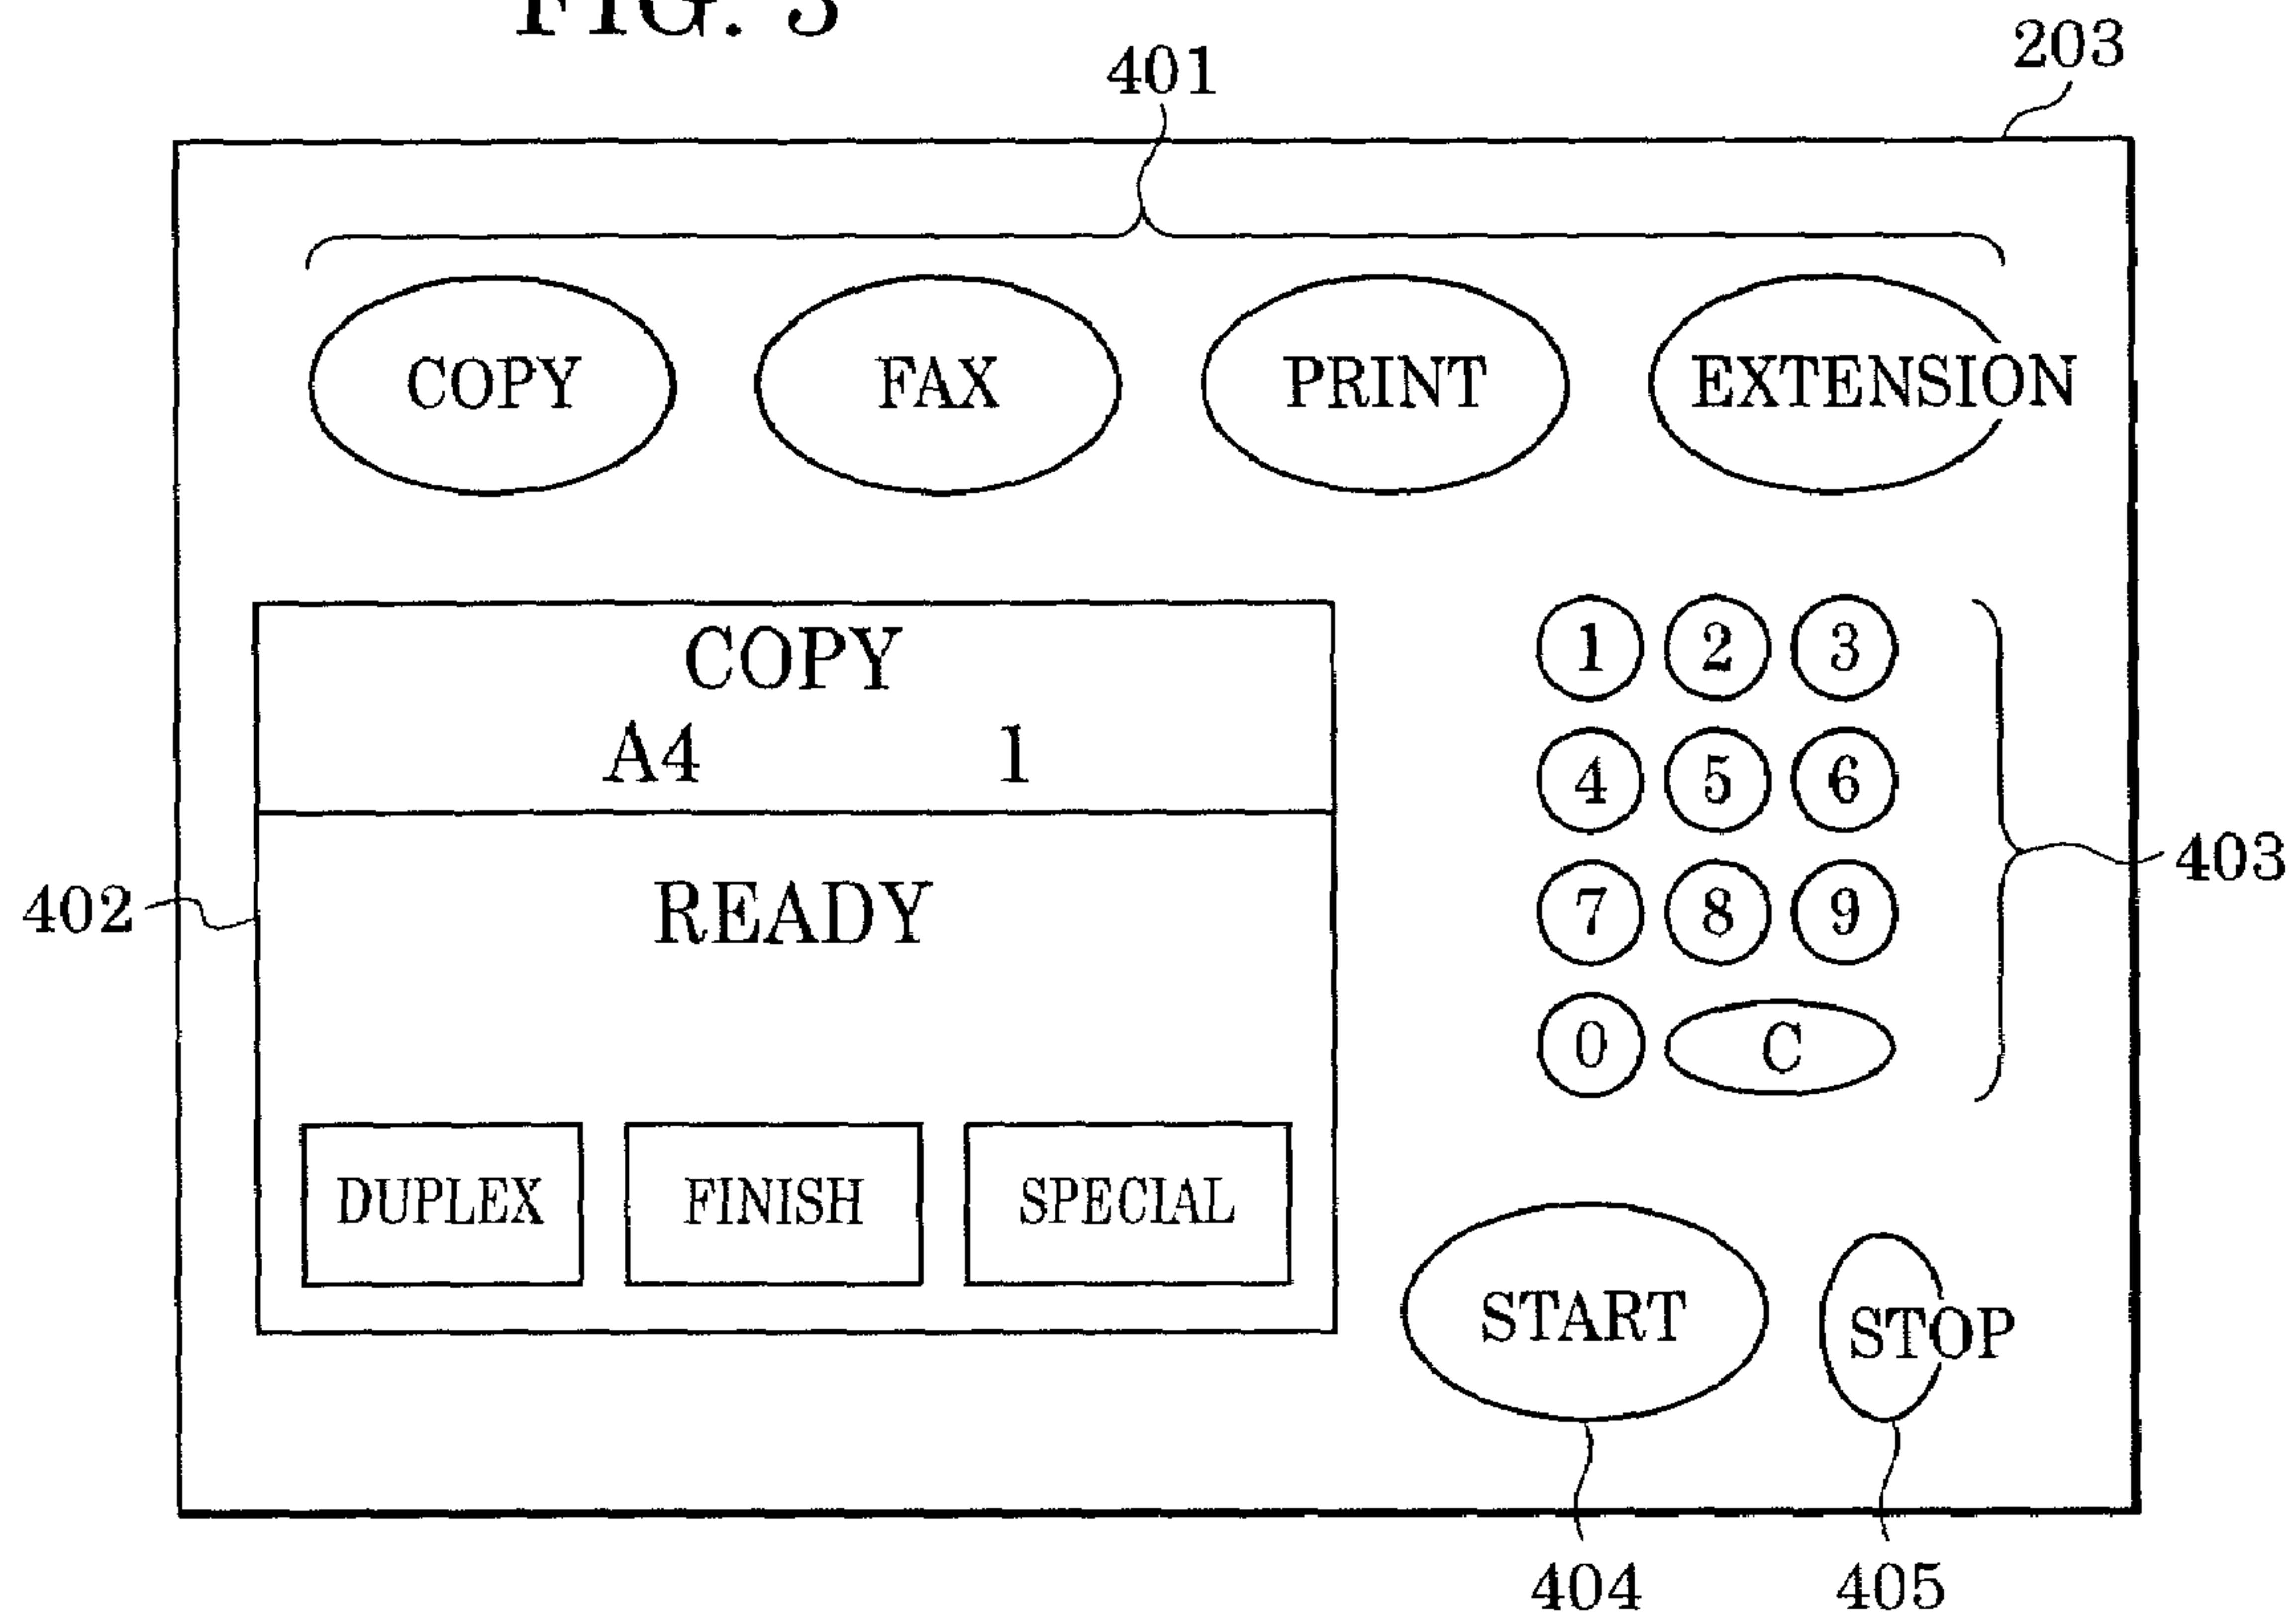 FIG. 3
401
203
COPY FAX PRINT EXTENSION
COPY
A4 1
READY
DUPLEX FINISH SPECIAL
1 2 3
4 5 6
7 8 9
0 C
402
403
START STOP
404 405